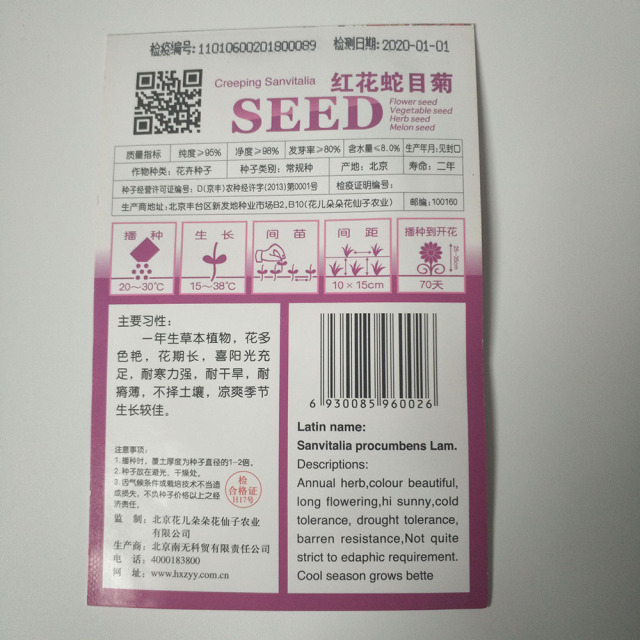 检疫编号:11010600201800089 检测日期:2020-01-01
Creeping Sanvitalia 红花蛇目菊
SEED
Flower seed
Vegetable seed
Herb seed
Melon seed
质量指标 纯度≥95% 净度≥98% 发芽率≥80% 含水量≤8.0% 生产年月:见封口
作物种类: 花卉种子 种子类别: 常规种 产地: 北京 寿命: 二年
种子经营许可证编号: D(京丰)农种经许字(2013)第0001号 检疫证明编号:
生产商地址:北京丰台区新发地种业市场B2,B10(花儿朵朵花仙子农业) 邮编:100160
播种 生长 间苗 间距 播种到开花
25~35cm
20~30℃ 15~38℃ 10×15cm 70天
主要习性:
一年生草本植物，花多
色艳，花期长，喜阳光充
足，耐寒力强，耐干旱，耐
瘠薄，不择土壤，凉爽季节
生长较佳。
注意事项:
1.播种时，覆土厚度为种子直径的1-2倍。
2.种子放在避光、干燥处。
3.因气候条件或栽培技术不当造
成损失，不负种子价格以上之经
济责任。
检
合格证
H17号
监 制: 北京花儿朵朵花仙子农业
有限公司
生产商: 北京南无科贸有限责任公司
电 话: 4000183800
网 址: www.hxzyy.com.cn
6 930085 960026
Latin name:
Sanvitalia procumbens Lam.
Descriptions:
Annual herb,colour beautiful,
long flowering,hi sunny,cold
tolerance, drought tolerance,
barren resistance,Not quite
strict to edaphic requirement.
Cool season grows bette